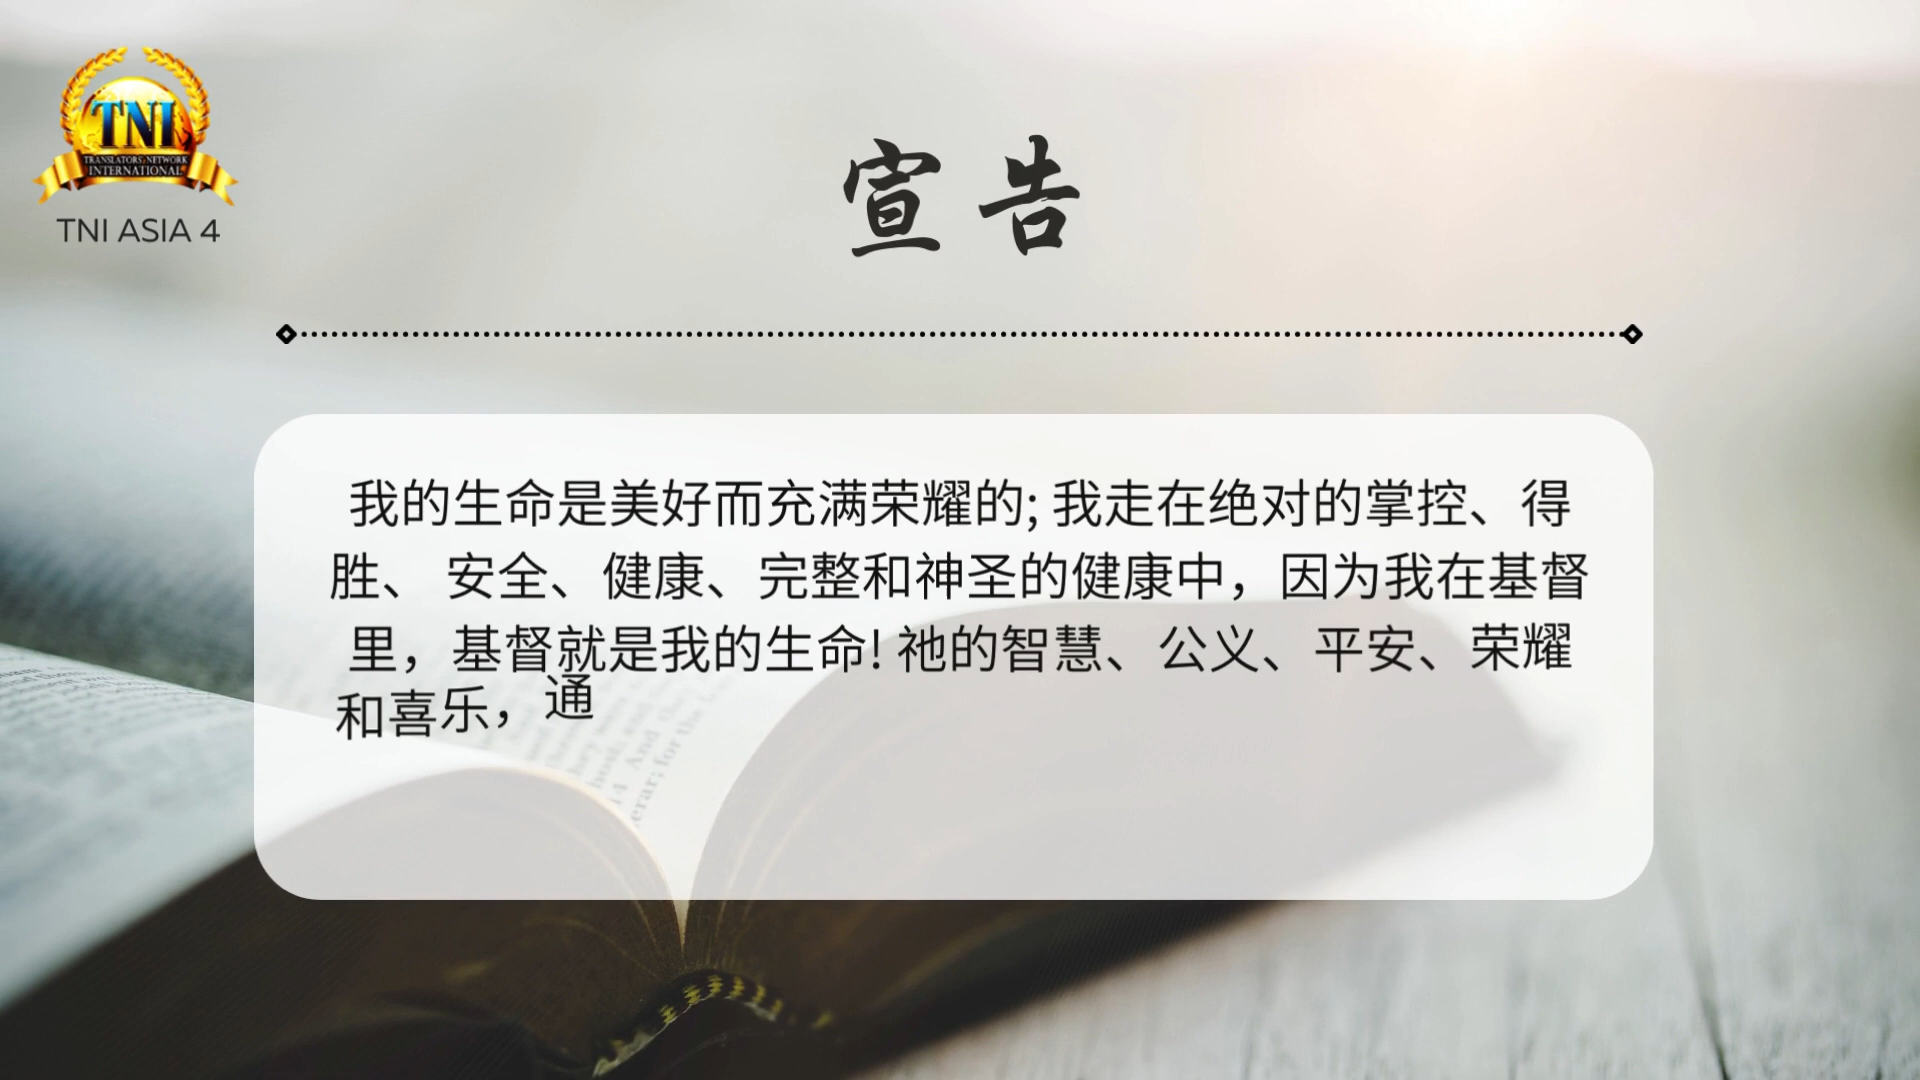 TNI
TRANSLATORS NETWORK
INTERNATIONAL
TNI ASIA 4
宣告
我的生命是美好而充满荣耀的; 我走在绝对的掌控、得
胜、 安全、健康、完整和神圣的健康中，因为我在基督
里，基督就是我的生命! 祂的智慧、公义、平安、荣耀
和喜乐，通